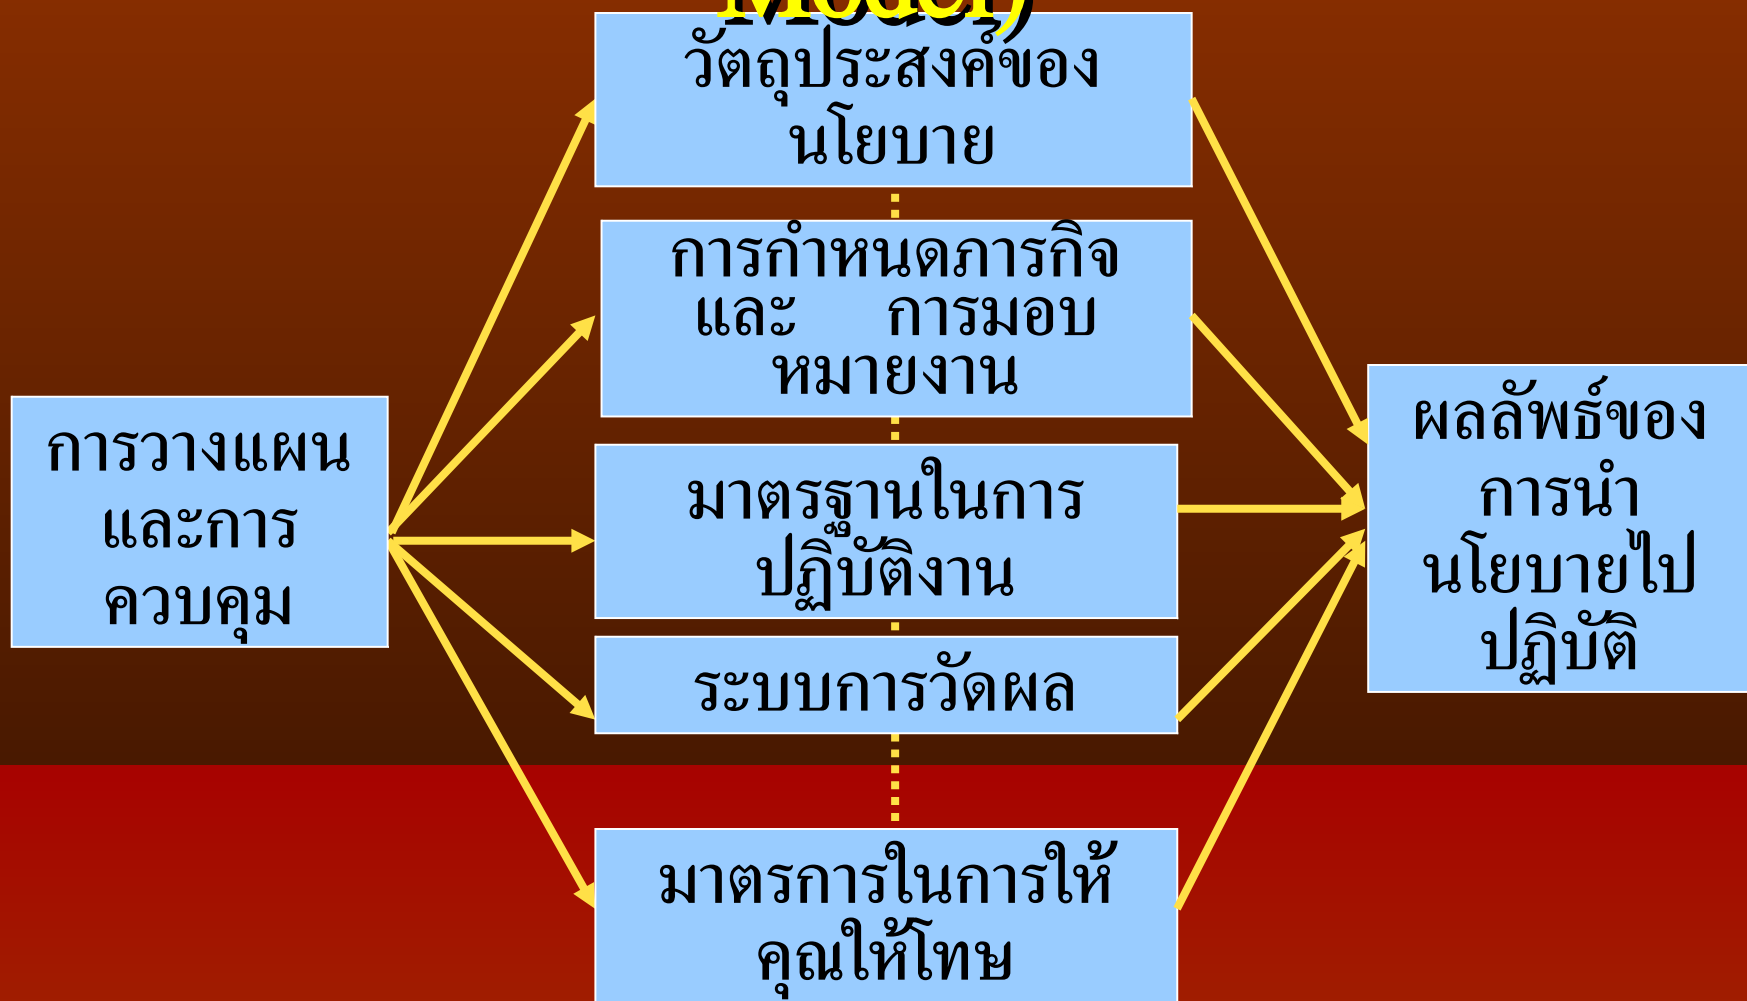 Model)
วัตถุประสงค์ของ
นโยบาย
การกำหนดภารกิจ
และ การมอบ
หมายงาน
การวางแผน
และการ
ควบคุม
มาตรฐานในการ
ปฏิบัติงาน
ระบบการวัดผล
มาตรการในการให้
คุณให้โทษ
ผลลัพธ์ของ
การนำ
นโยบายไป
ปฏิบัติ